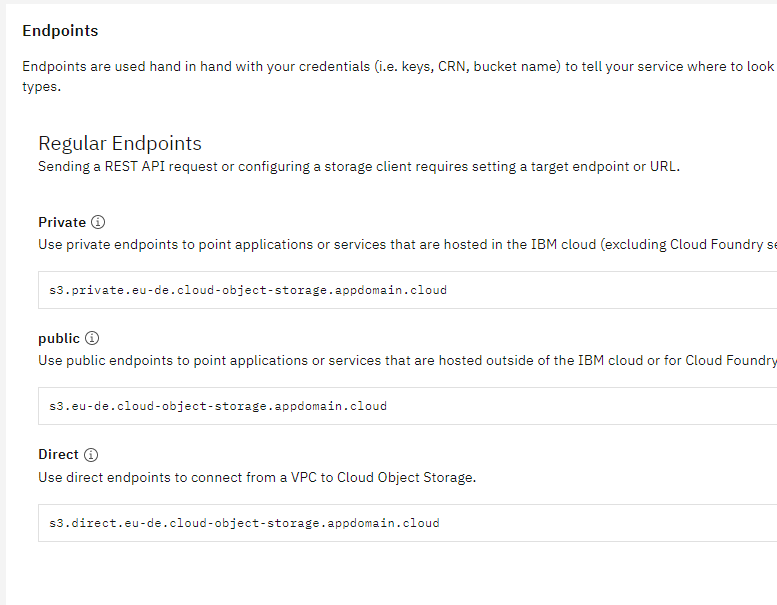 Endpoints
Endpoints are used hand in hand with your credentials (i.e. keys, CRN, bucket name) to tell your service where to look
types.
Regular Endpoints
Sending a REST API request or configuring a storage client requires setting a target endpoint or URL.
Private
Use private endpoints to point applications or services that are hosted in the IBM cloud (excluding Cloud Foundry
s3.private.eu-de.cloud-object-storage.appdomain.cloud
public
Use public endpoints to point applications or services that are hosted outside of the IBM cloud or for Cloud Foundry
s3.eu-de.cloud-object-storage.appdomain.cloud
Direct
Use direct endpoints to connect from a VPC to Cloud Object Storage.
s3.direct.eu-de.cloud-object-storage.appdomain.cloud